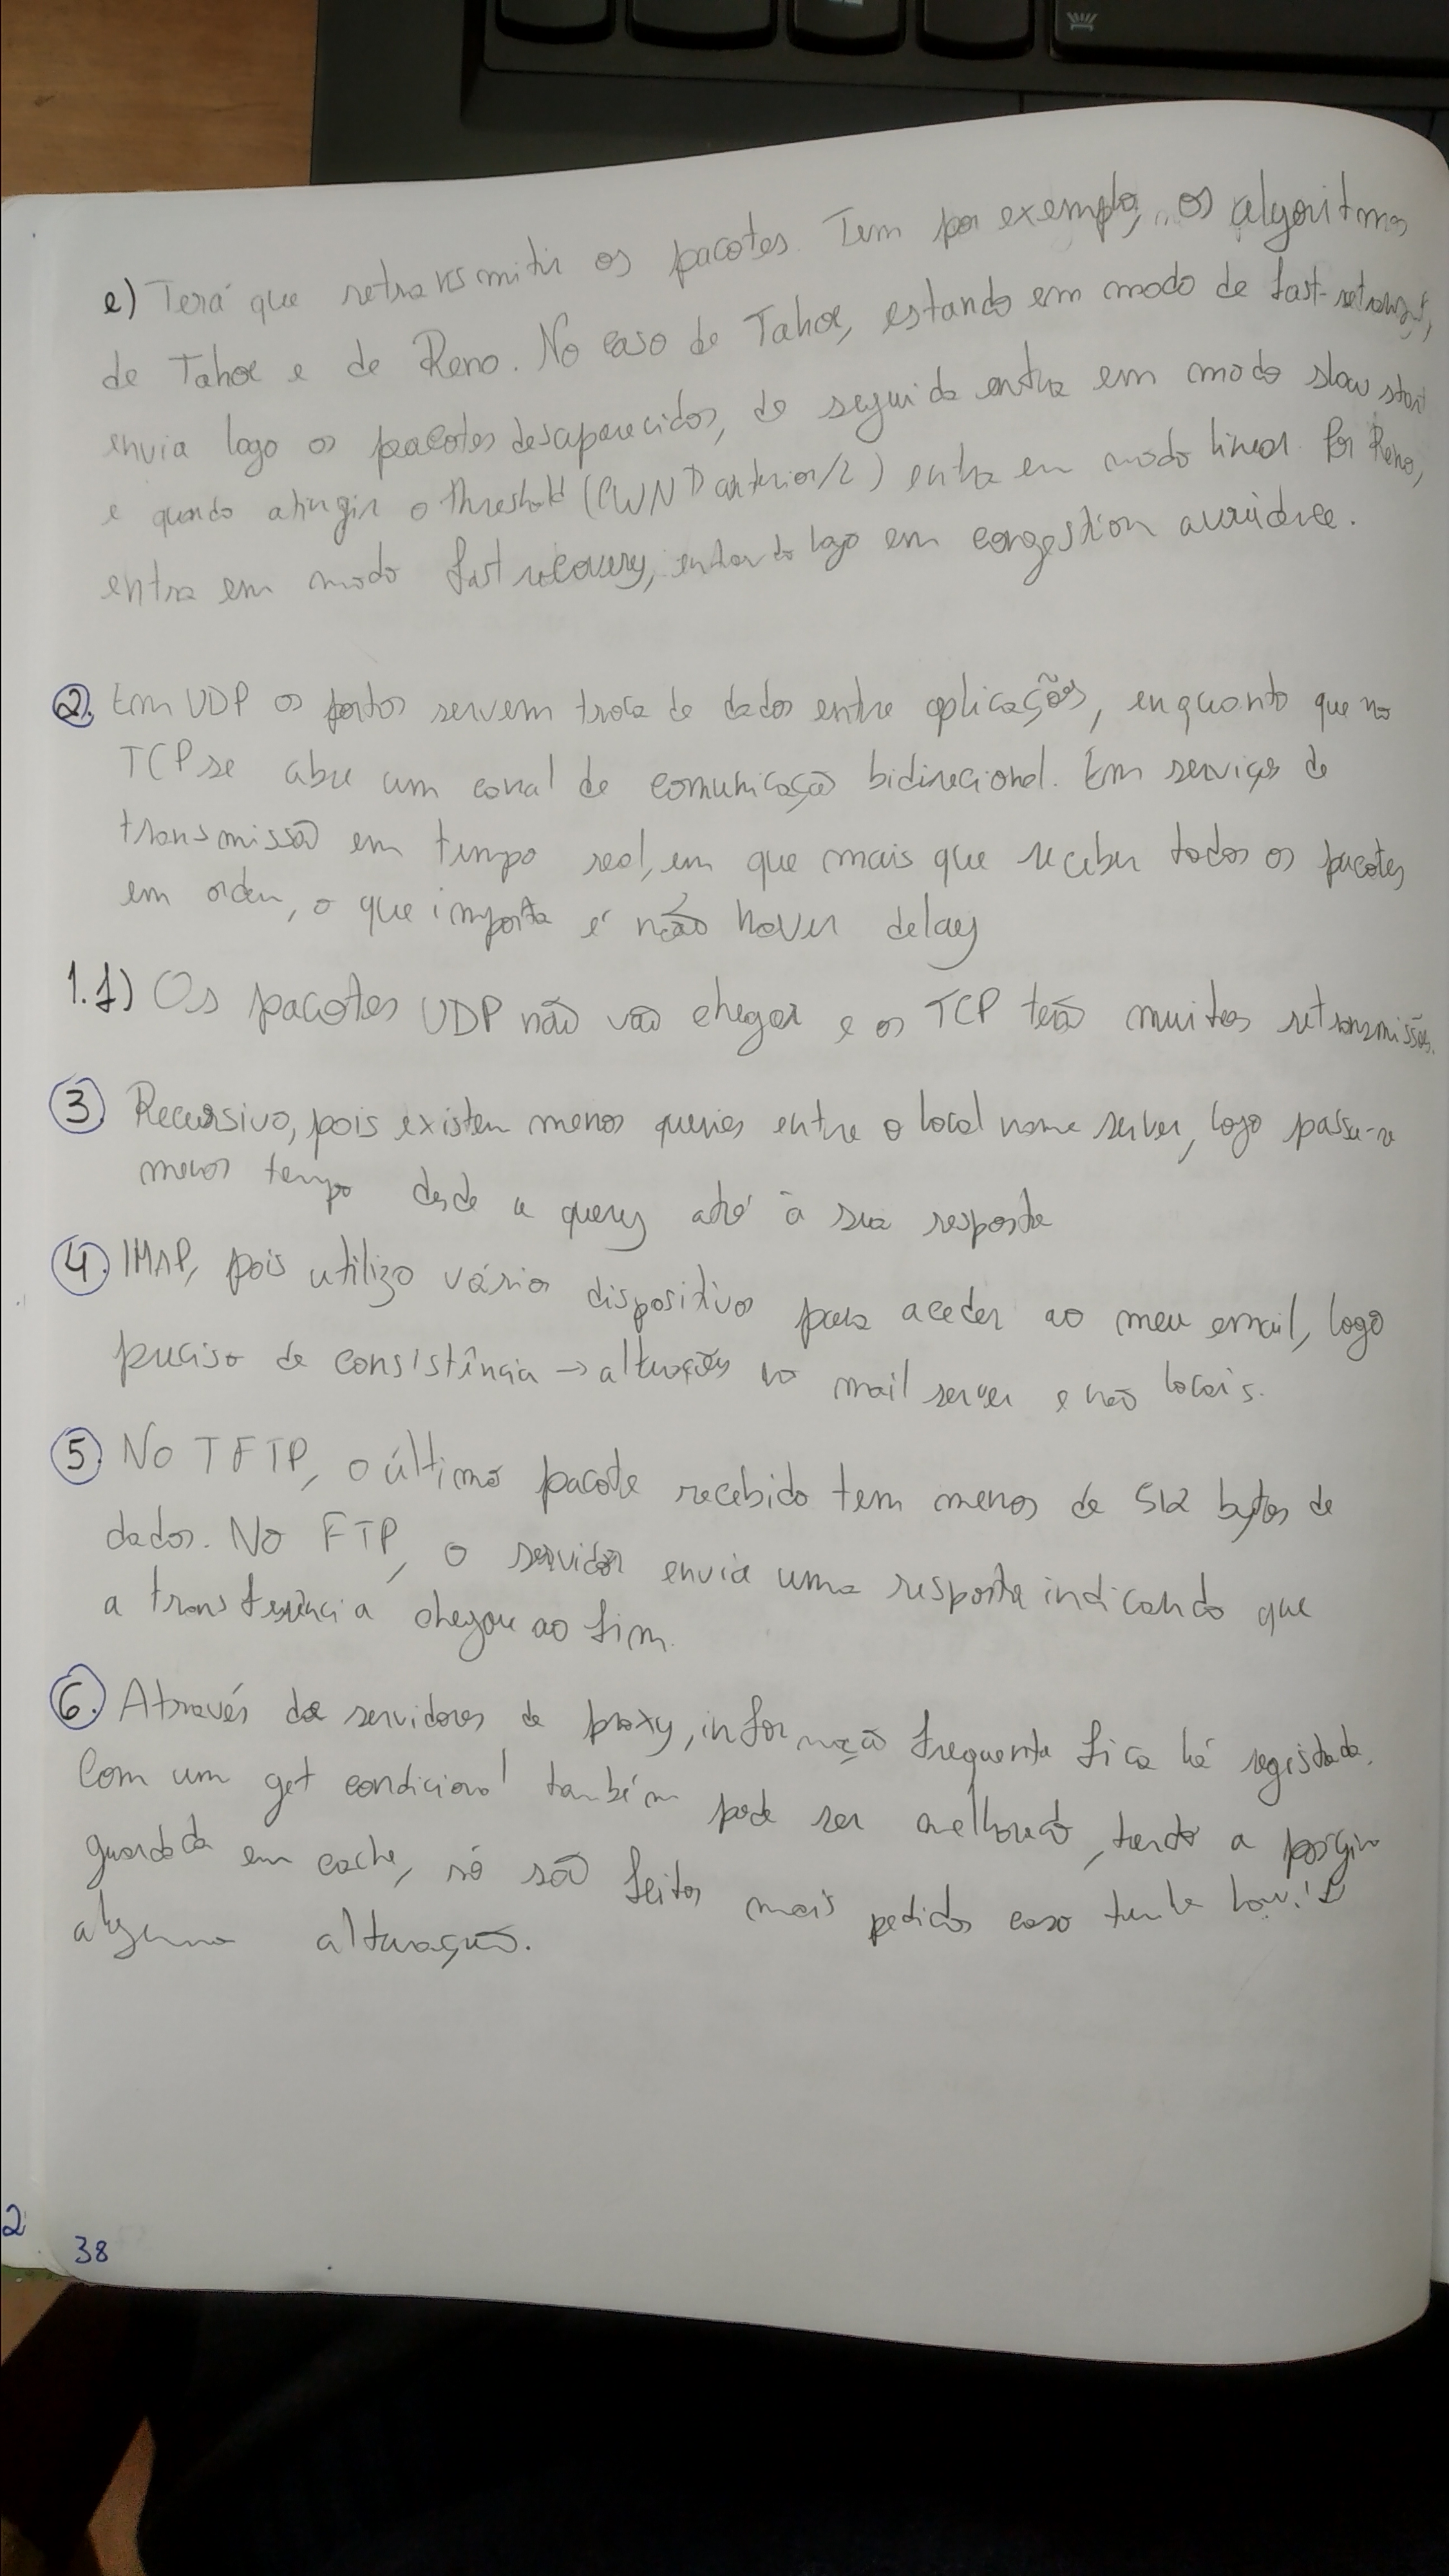 e) Terá que retransmitir os pacotes. Tem por exemplo, os algoritmos
de Tahoe e de Reno. No caso de Tahoe, estando em modo de fast-retransmit,
envia logo os pacotes desaparecidos, de seguida entra em modo slow start
e quando atingir o threshold (CWND anterior/2) entra em modo linear. Por Reno,
entra em modo fast recovery, entrando logo em congestion avoidance.
2. Em UDP os portos servem troca de dados entre aplicações, enquanto que no
TCP se abre um canal de comunicação bidirecional. Em serviços de
transmissão em tempo real, em que mais que receber todos os pacotes
em ordem, o que importa é não haver delay
1.f) Os pacotes UDP não vão chegar e os TCP terão muitas retransmissões.
3. Recursivo, pois existem menos queries entre o local name server, logo passa-se
menos tempo desde a query até à sua resposta
4. IMAP, pois utilizo vários dispositivos para aceder ao meu email, logo
preciso de consistência → alterações no mail server e não locais.
5. No TFTP, o último pacote recebido tem menos de 512 bytes de
dados. No FTP, o servidor envia uma resposta indicando que
a transferência chegou ao fim.
6. Através de servidores de proxy, informação frequente fica lá registada.
Com um get condicional também pode ser melhorado, tendo a página
guardada em cache, só são feitos mais pedidos caso tenha havido
alguma alteração.
2
38